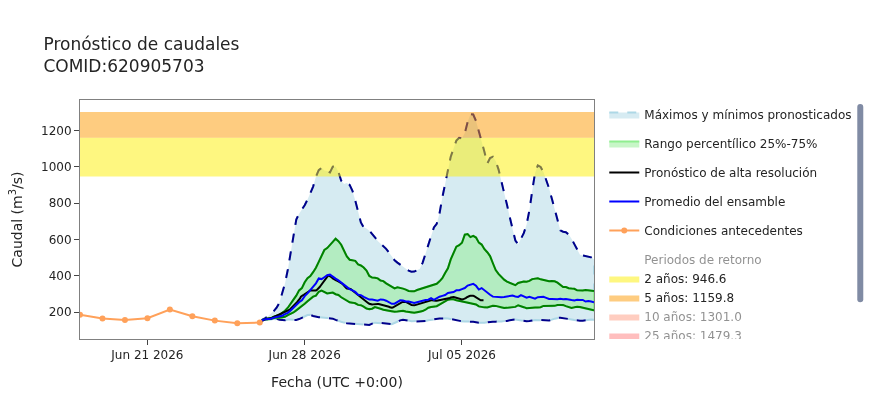 Pronóstico de caudales
COMID:620905703
Caudal (m³/s)
1200
1000
800
600
400
200
Jun 21 2026
Jun 28 2026
Jul 05 2026
Fecha (UTC +0:00)
Máximos y mínimos pronosticados
Rango percentílico 25%-75%
Pronóstico de alta resolución
Promedio del ensamble
Condiciones antecedentes
Periodos de retorno
2 años: 946.6
5 años: 1159.8
10 años: 1301.0
25 años: 1479.3